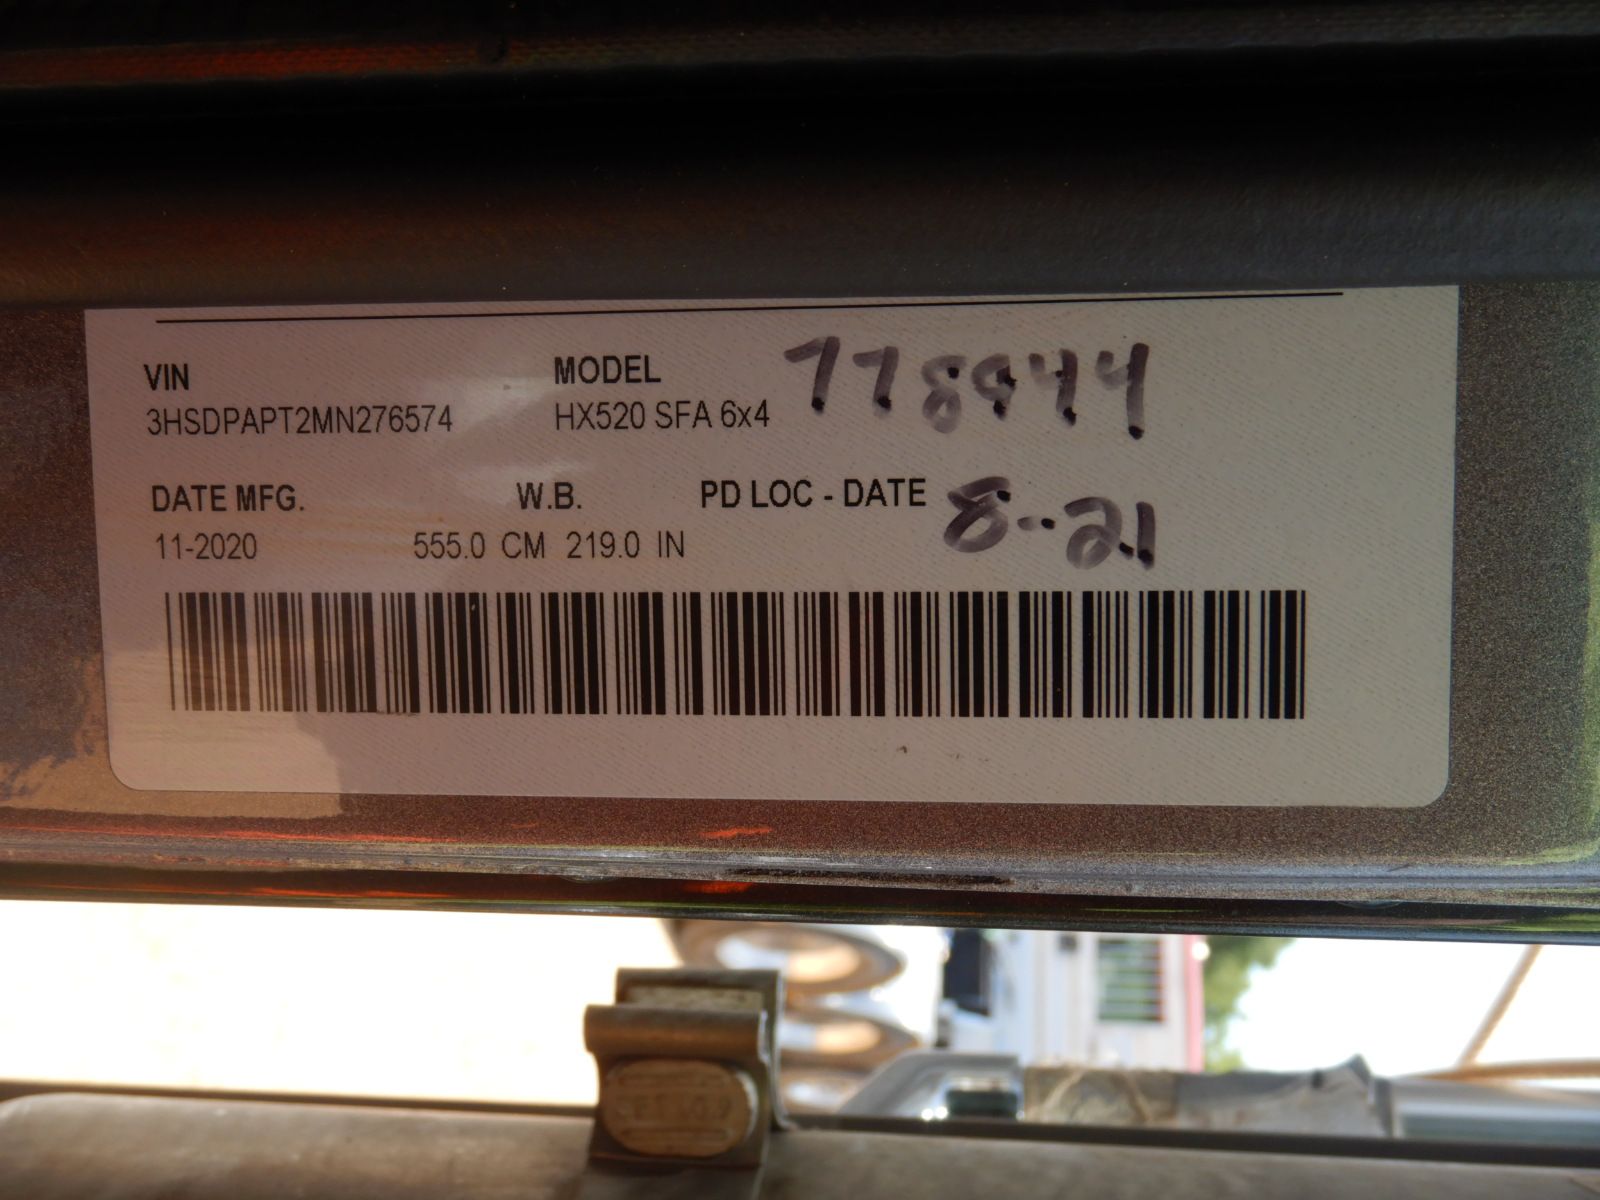 VIN
MODEL 778944
3HSDPAPT2MN276574
HX520 SFA 6x4
DATE MFG.
W.B.
PD LOC - DATE 8-21
11-2020
555.0 CM 219.0 IN